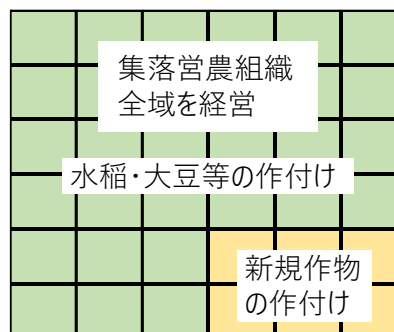 集落営農組織
全域を経営
水稲・大豆等の作付け
新規作物
の作付け